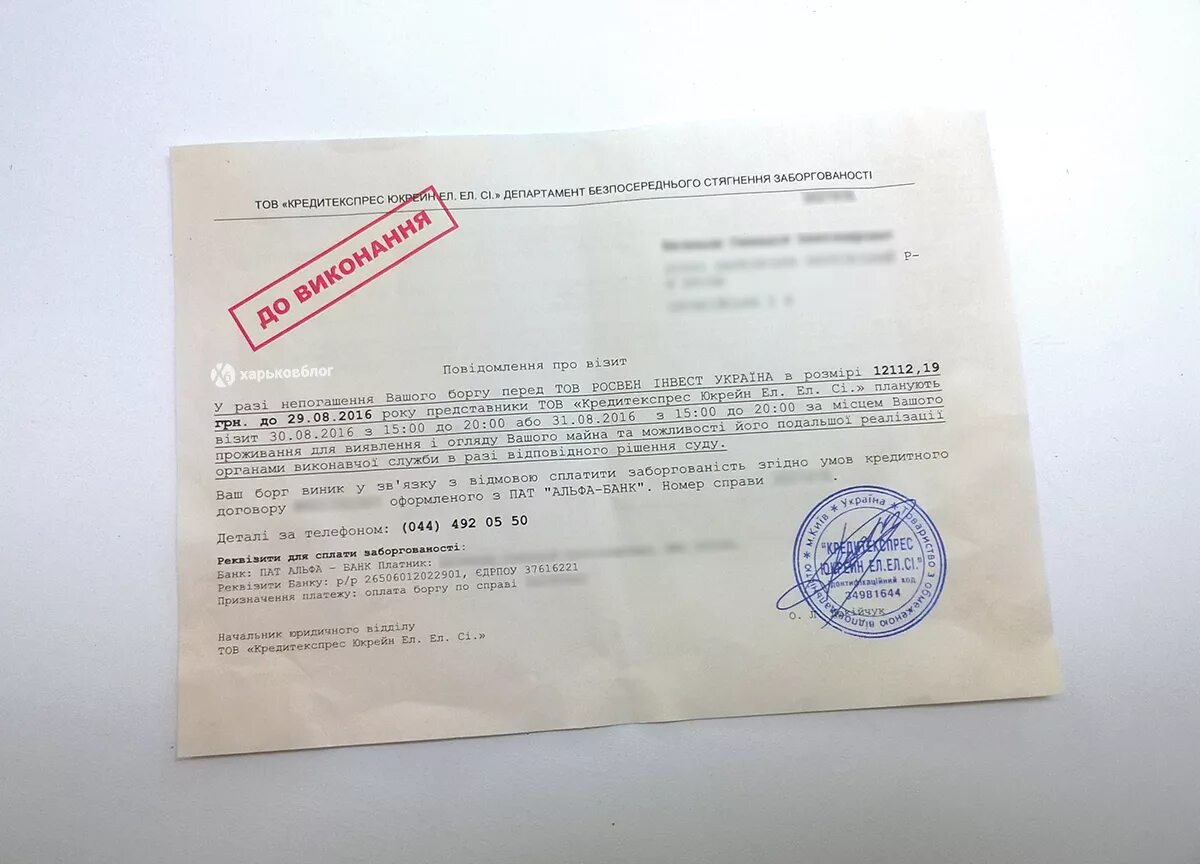 ТОВ «КРЕДИТЕКСПРЕС ЮКРЕЙН ЕЛ. ЕЛ. СІ.» ДЕПАРТАМЕНТ БЕЗПОСЕРЕДНЬОГО СТЯГНЕННЯ ЗАБОРГОВАНОСТІ
ДО ВИКОНАННЯ
Р-
харьковблог
Повідомлення про візит
У разі непогашення Вашого боргу перед ТОВ РОСВЕН ІНВЕСТ УКРАЇНА в розмірі 12112,19
грн. до 29.08.2016 року представники ТОВ «Кредитекспрес Юкрейн Ел. Ел. Сі.» планують
візит 30.08.2016 з 15:00 до 20:00 або 31.08.2016 з 15:00 до 20:00 за місцем Вашого
проживання для виявлення і огляду Вашого майна та можливості його подальшої реалізації
органами виконавчої служби в разі відповідного рішення суду.
Ваш борг виник у зв'язку з відмовою сплатити заборгованість згідно умов кредитного
договору оформленого з ПАТ "АЛЬФА-БАНК". Номер справи .
Деталі за телефоном: (044) 492 05 50
Реквізити для сплати заборгованості:
Банк: ПАТ АЛЬФА - БАНК Платник:
Реквізити Банку: р/р 26506012022901, ЄДРПОУ 37616221
Призначення платежу: оплата боргу по справі
Начальник юридичного відділу
ТОВ «Кредитекспрес Юкрейн Ел. Ел. Сі.»
О. Л.
м.Київ * Україна * Товариство з обмеженою відповідальністю *
"КРЕДИТЕКСПРЕС
ЮКРЕЙН ЕЛ.ЕЛ.СІ."
Ідентифікаційний код
34981644